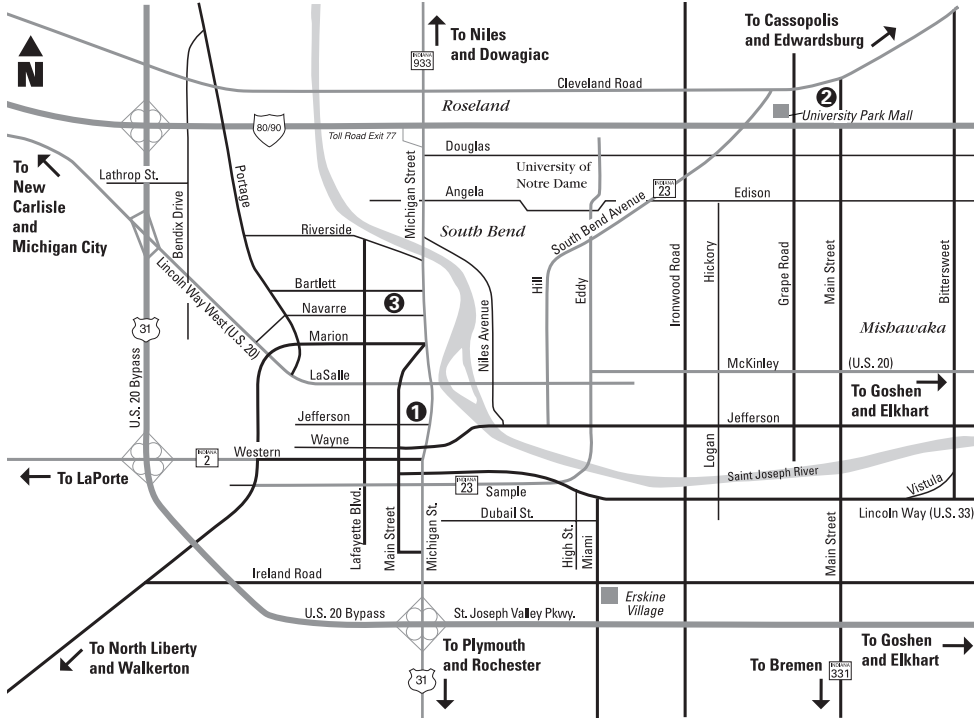 To Niles
and Dowagiac
To Cassopolis
and Edwardsburg
N
INDIANA
933
Cleveland Road
Roseland
2
University Park Mall
80/90
Toll Road Exit 77
Douglas
To
New
Carlisle
and
Michigan City
Lathrop St.
Bendix Drive
Portage
Michigan Street
University of
Notre Dame
INDIANA
23
Angela
Edison
South Bend Avenue
Riverside
South Bend
Lincoln Way West (U.S. 20)
Hill
Eddy
Ironwood Road
Hickory
Grape Road
Main Street
Bittersweet
Bartlett
3
Navarre
31
Marion
Niles Avenue
Mishawaka
U.S. 20 Bypass
LaSalle
McKinley
(U.S. 20)
To Goshen
and Elkhart
1
Jefferson
Jefferson
Wayne
Western
INDIANA
2
Logan
To LaPorte
Saint Joseph River
INDIANA
23
Sample
Vistula
Lafayette Blvd.
Main Street
Michigan St.
Dubail St.
High St.
Miami
Lincoln Way (U.S. 33)
Main Street
Ireland Road
Erskine
Village
U.S. 20 Bypass
St. Joseph Valley Pkwy.
To North Liberty
and Walkerton
To Plymouth
and Rochester
31
To Bremen
INDIANA
331
To Goshen
and Elkhart